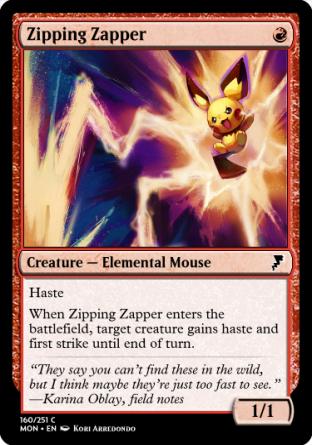 Zipping Zapper
Creature — Elemental Mouse
Haste
When Zipping Zapper enters the
battlefield, target creature gains haste and
first strike until end of turn.
“They say you can’t find these in the wild,
but I think maybe they’re just too fast to see.”
—Karina Oblay, field notes
1/1
160/251 C
MON • EN Kori Arredondo